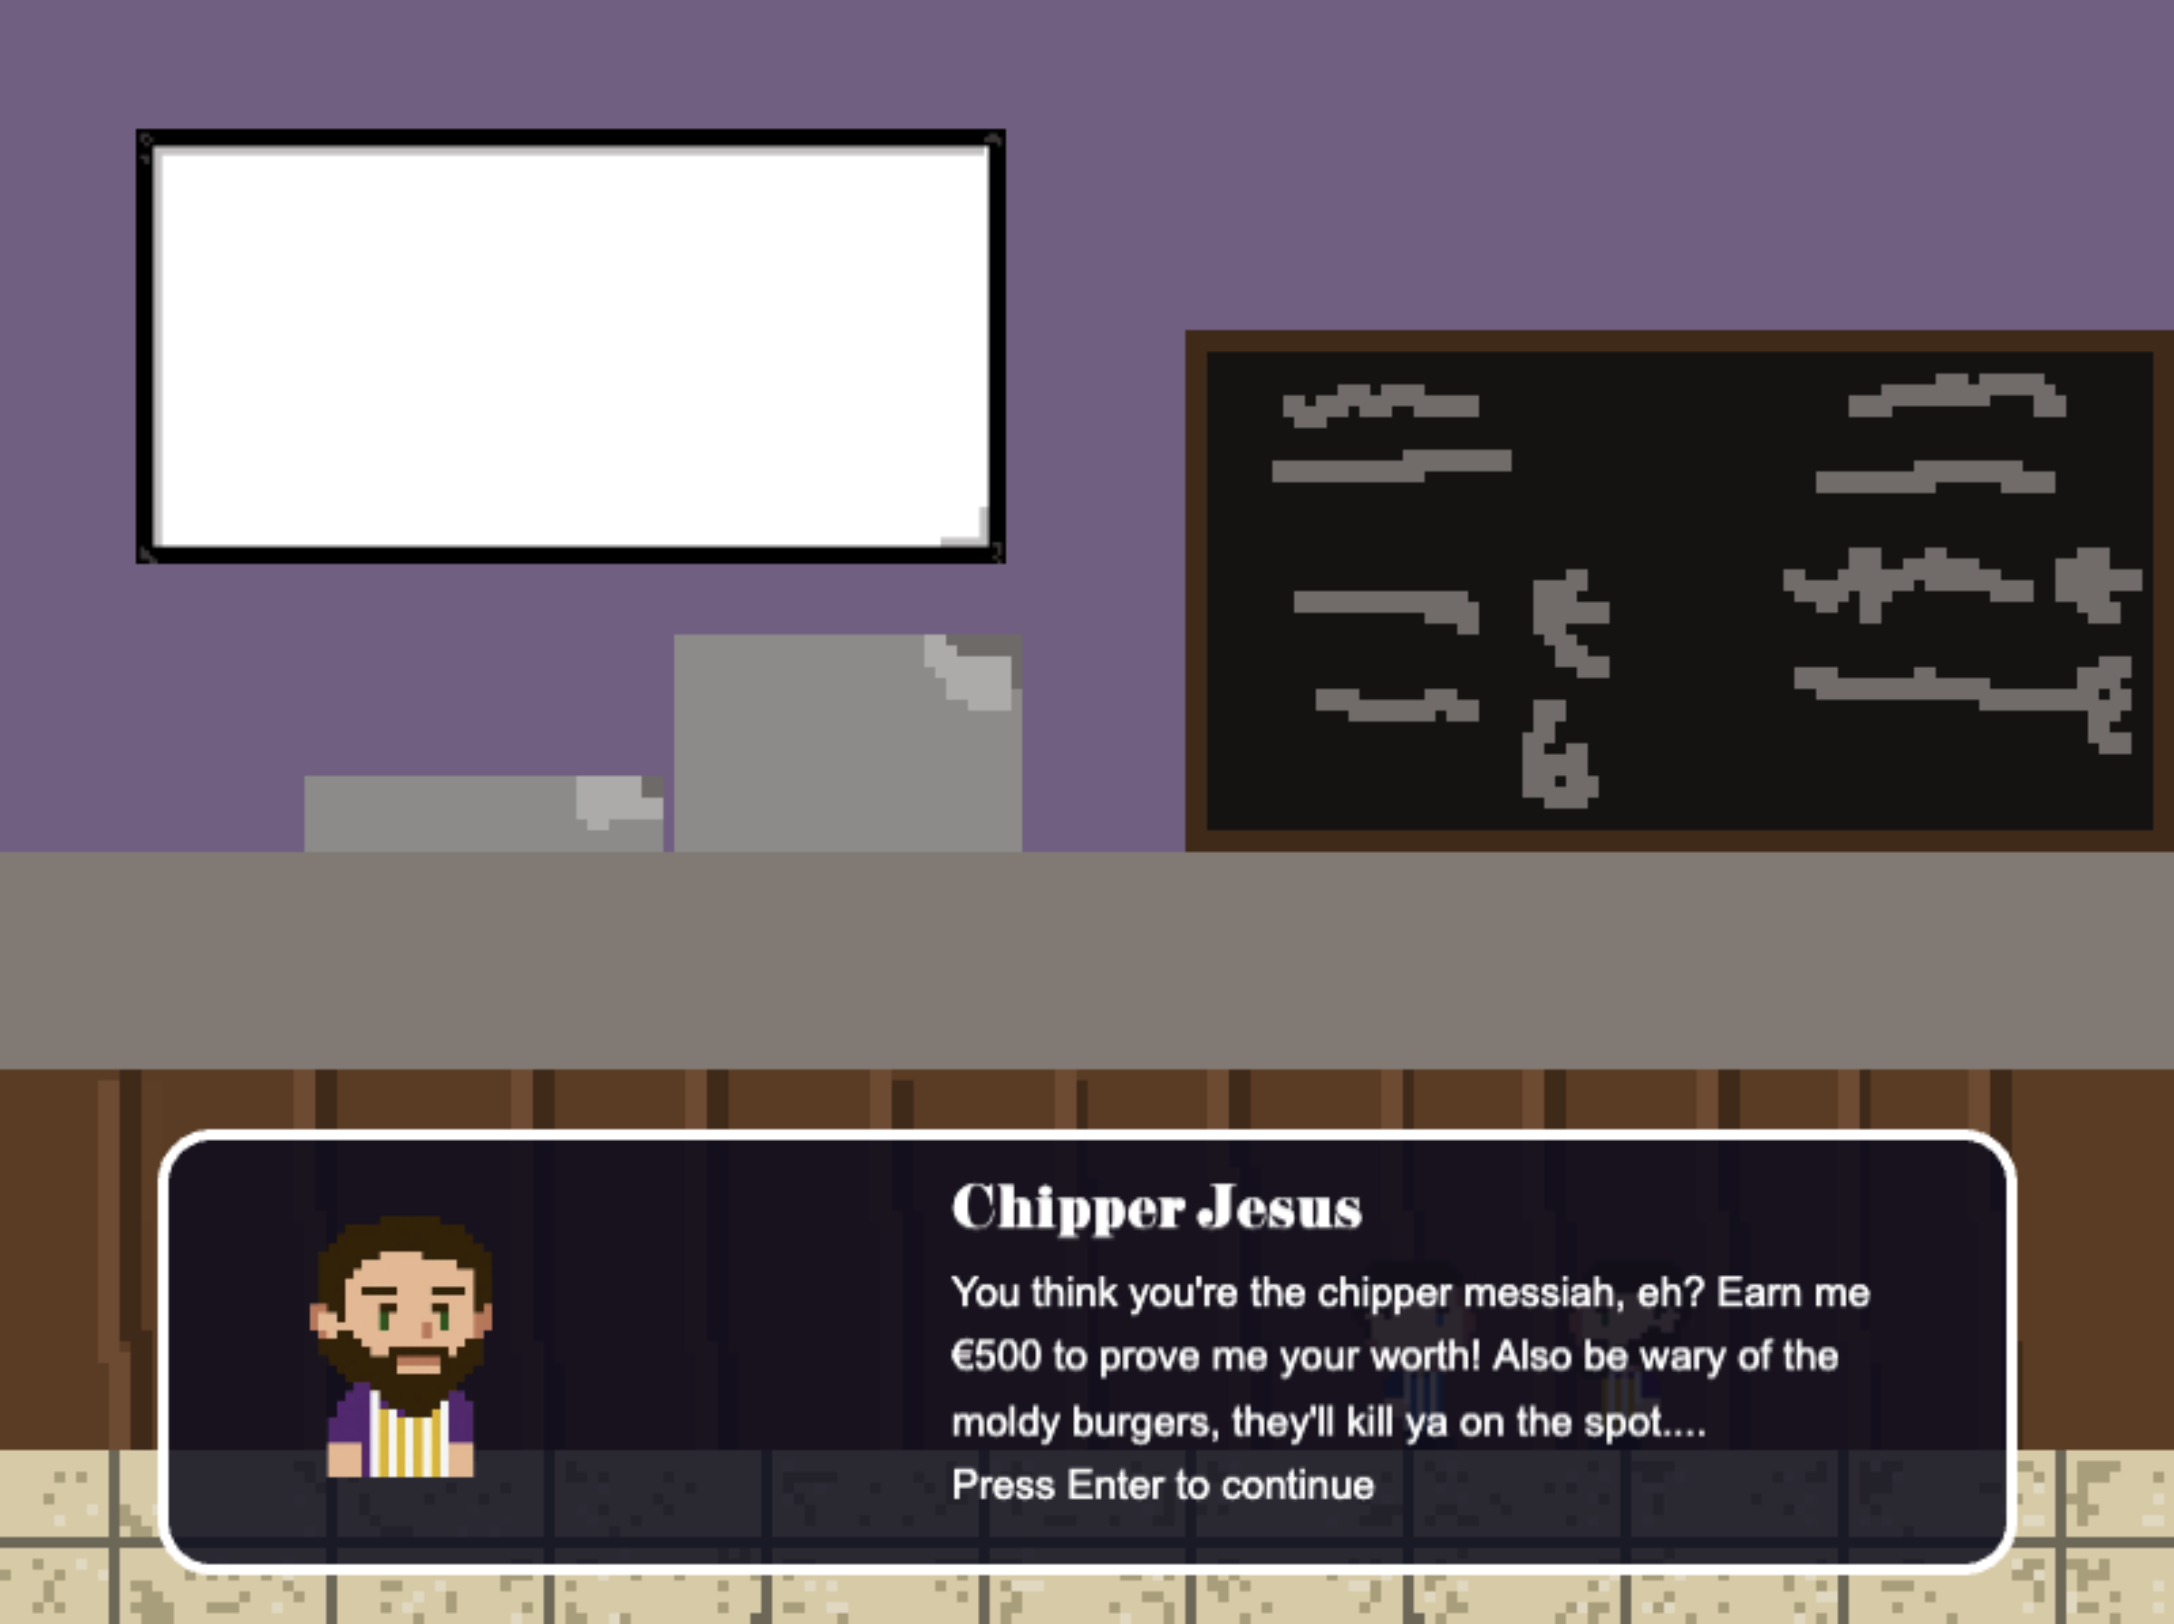 Chipper Jesus
You think you're the chipper messiah, eh? Earn me
€500 to prove me your worth! Also be wary of the
moldy burgers, they'll kill ya on the spot....
Press Enter to continue